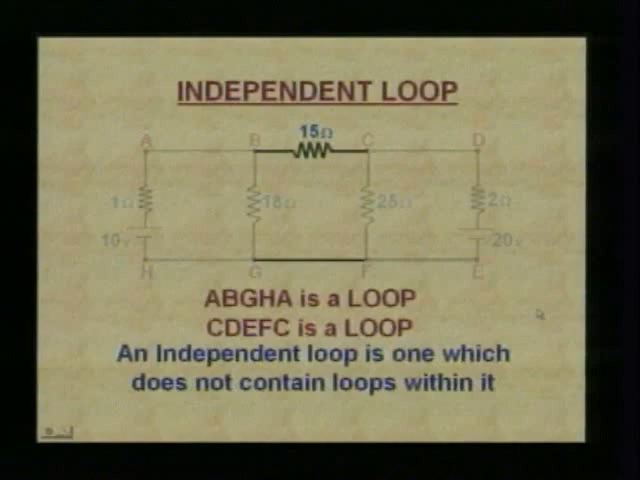 INDEPENDENT LOOP
15Ω
A B C D
1Ω 18Ω 25Ω 2Ω
10v 20v
H G F E
ABGHA is a LOOP
CDEFC is a LOOP
An Independent loop is one which
does not contain loops within it